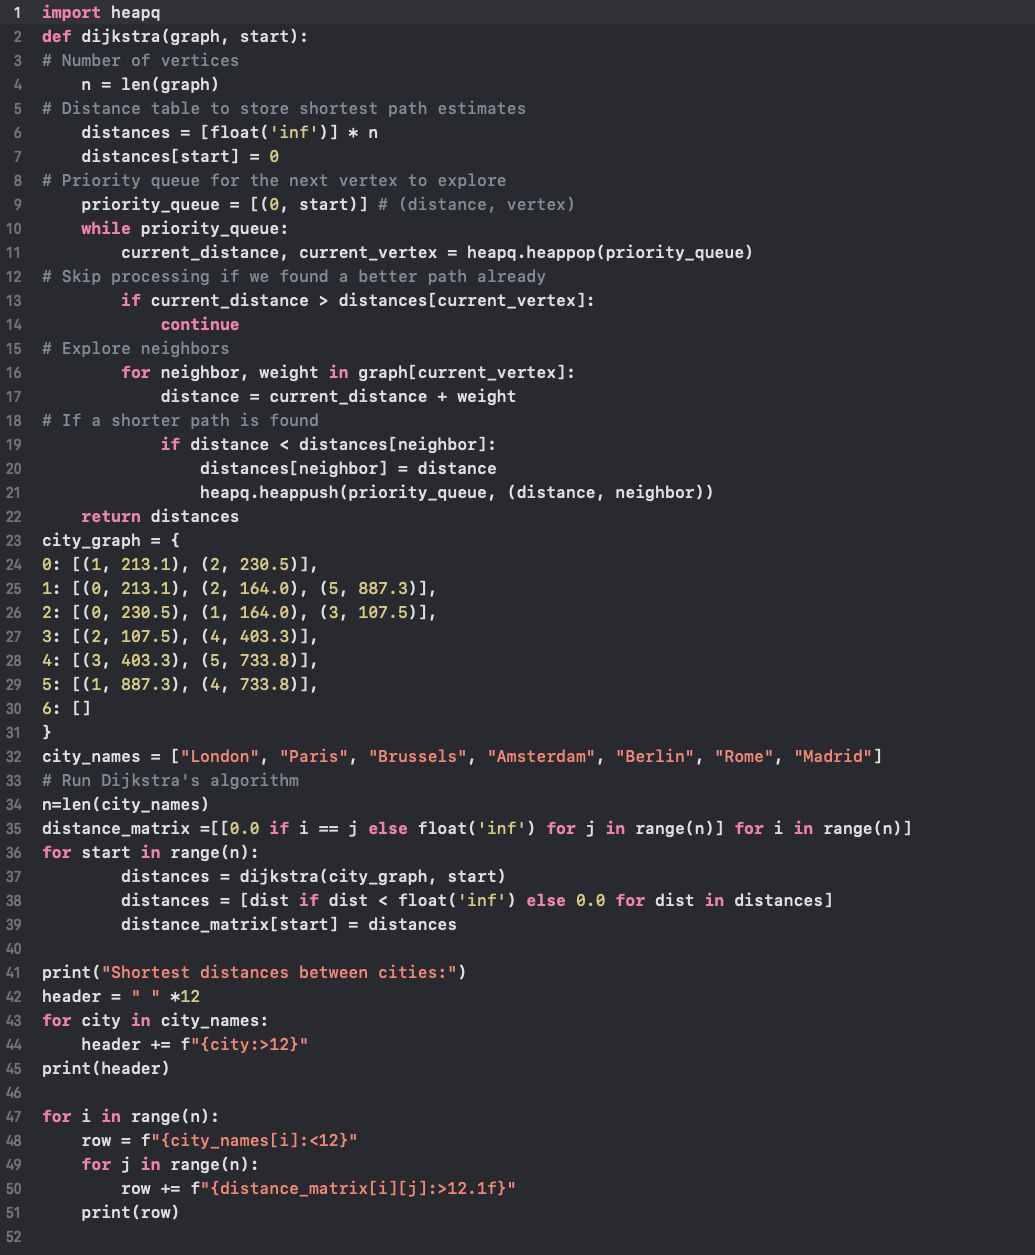 1 import heapq
2 def dijkstra(graph, start):
3 # Number of vertices
4     n = len(graph)
5 # Distance table to store shortest path estimates
6     distances = [float('inf')] * n
7     distances[start] = 0
8 # Priority queue for the next vertex to explore
9     priority_queue = [(0, start)] # (distance, vertex)
10     while priority_queue:
11         current_distance, current_vertex = heapq.heappop(priority_queue)
12 # Skip processing if we found a better path already
13         if current_distance > distances[current_vertex]:
14             continue
15 # Explore neighbors
16         for neighbor, weight in graph[current_vertex]:
17             distance = current_distance + weight
18 # If a shorter path is found
19             if distance < distances[neighbor]:
20                 distances[neighbor] = distance
21                 heapq.heappush(priority_queue, (distance, neighbor))
22     return distances
23 city_graph = {
24 0: [(1, 213.1), (2, 230.5)],
25 1: [(0, 213.1), (2, 164.0), (5, 887.3)],
26 2: [(0, 230.5), (1, 164.0), (3, 107.5)],
27 3: [(2, 107.5), (4, 403.3)],
28 4: [(3, 403.3), (5, 733.8)],
29 5: [(1, 887.3), (4, 733.8)],
30 6: []
31 }
32 city_names = ["London", "Paris", "Brussels", "Amsterdam", "Berlin", "Rome", "Madrid"]
33 # Run Dijkstra's algorithm
34 n=len(city_names)
35 distance_matrix =[[0.0 if i == j else float('inf') for j in range(n)] for i in range(n)]
36 for start in range(n):
37         distances = dijkstra(city_graph, start)
38         distances = [dist if dist < float('inf') else 0.0 for dist in distances]
39         distance_matrix[start] = distances
40
41 print("Shortest distances between cities:")
42 header = " " *12
43 for city in city_names:
44     header += f"{city:>12}"
45 print(header)
46
47 for i in range(n):
48     row = f"{city_names[i]:<12}"
49     for j in range(n):
50         row += f"{distance_matrix[i][j]:>12.1f}"
51     print(row)
52